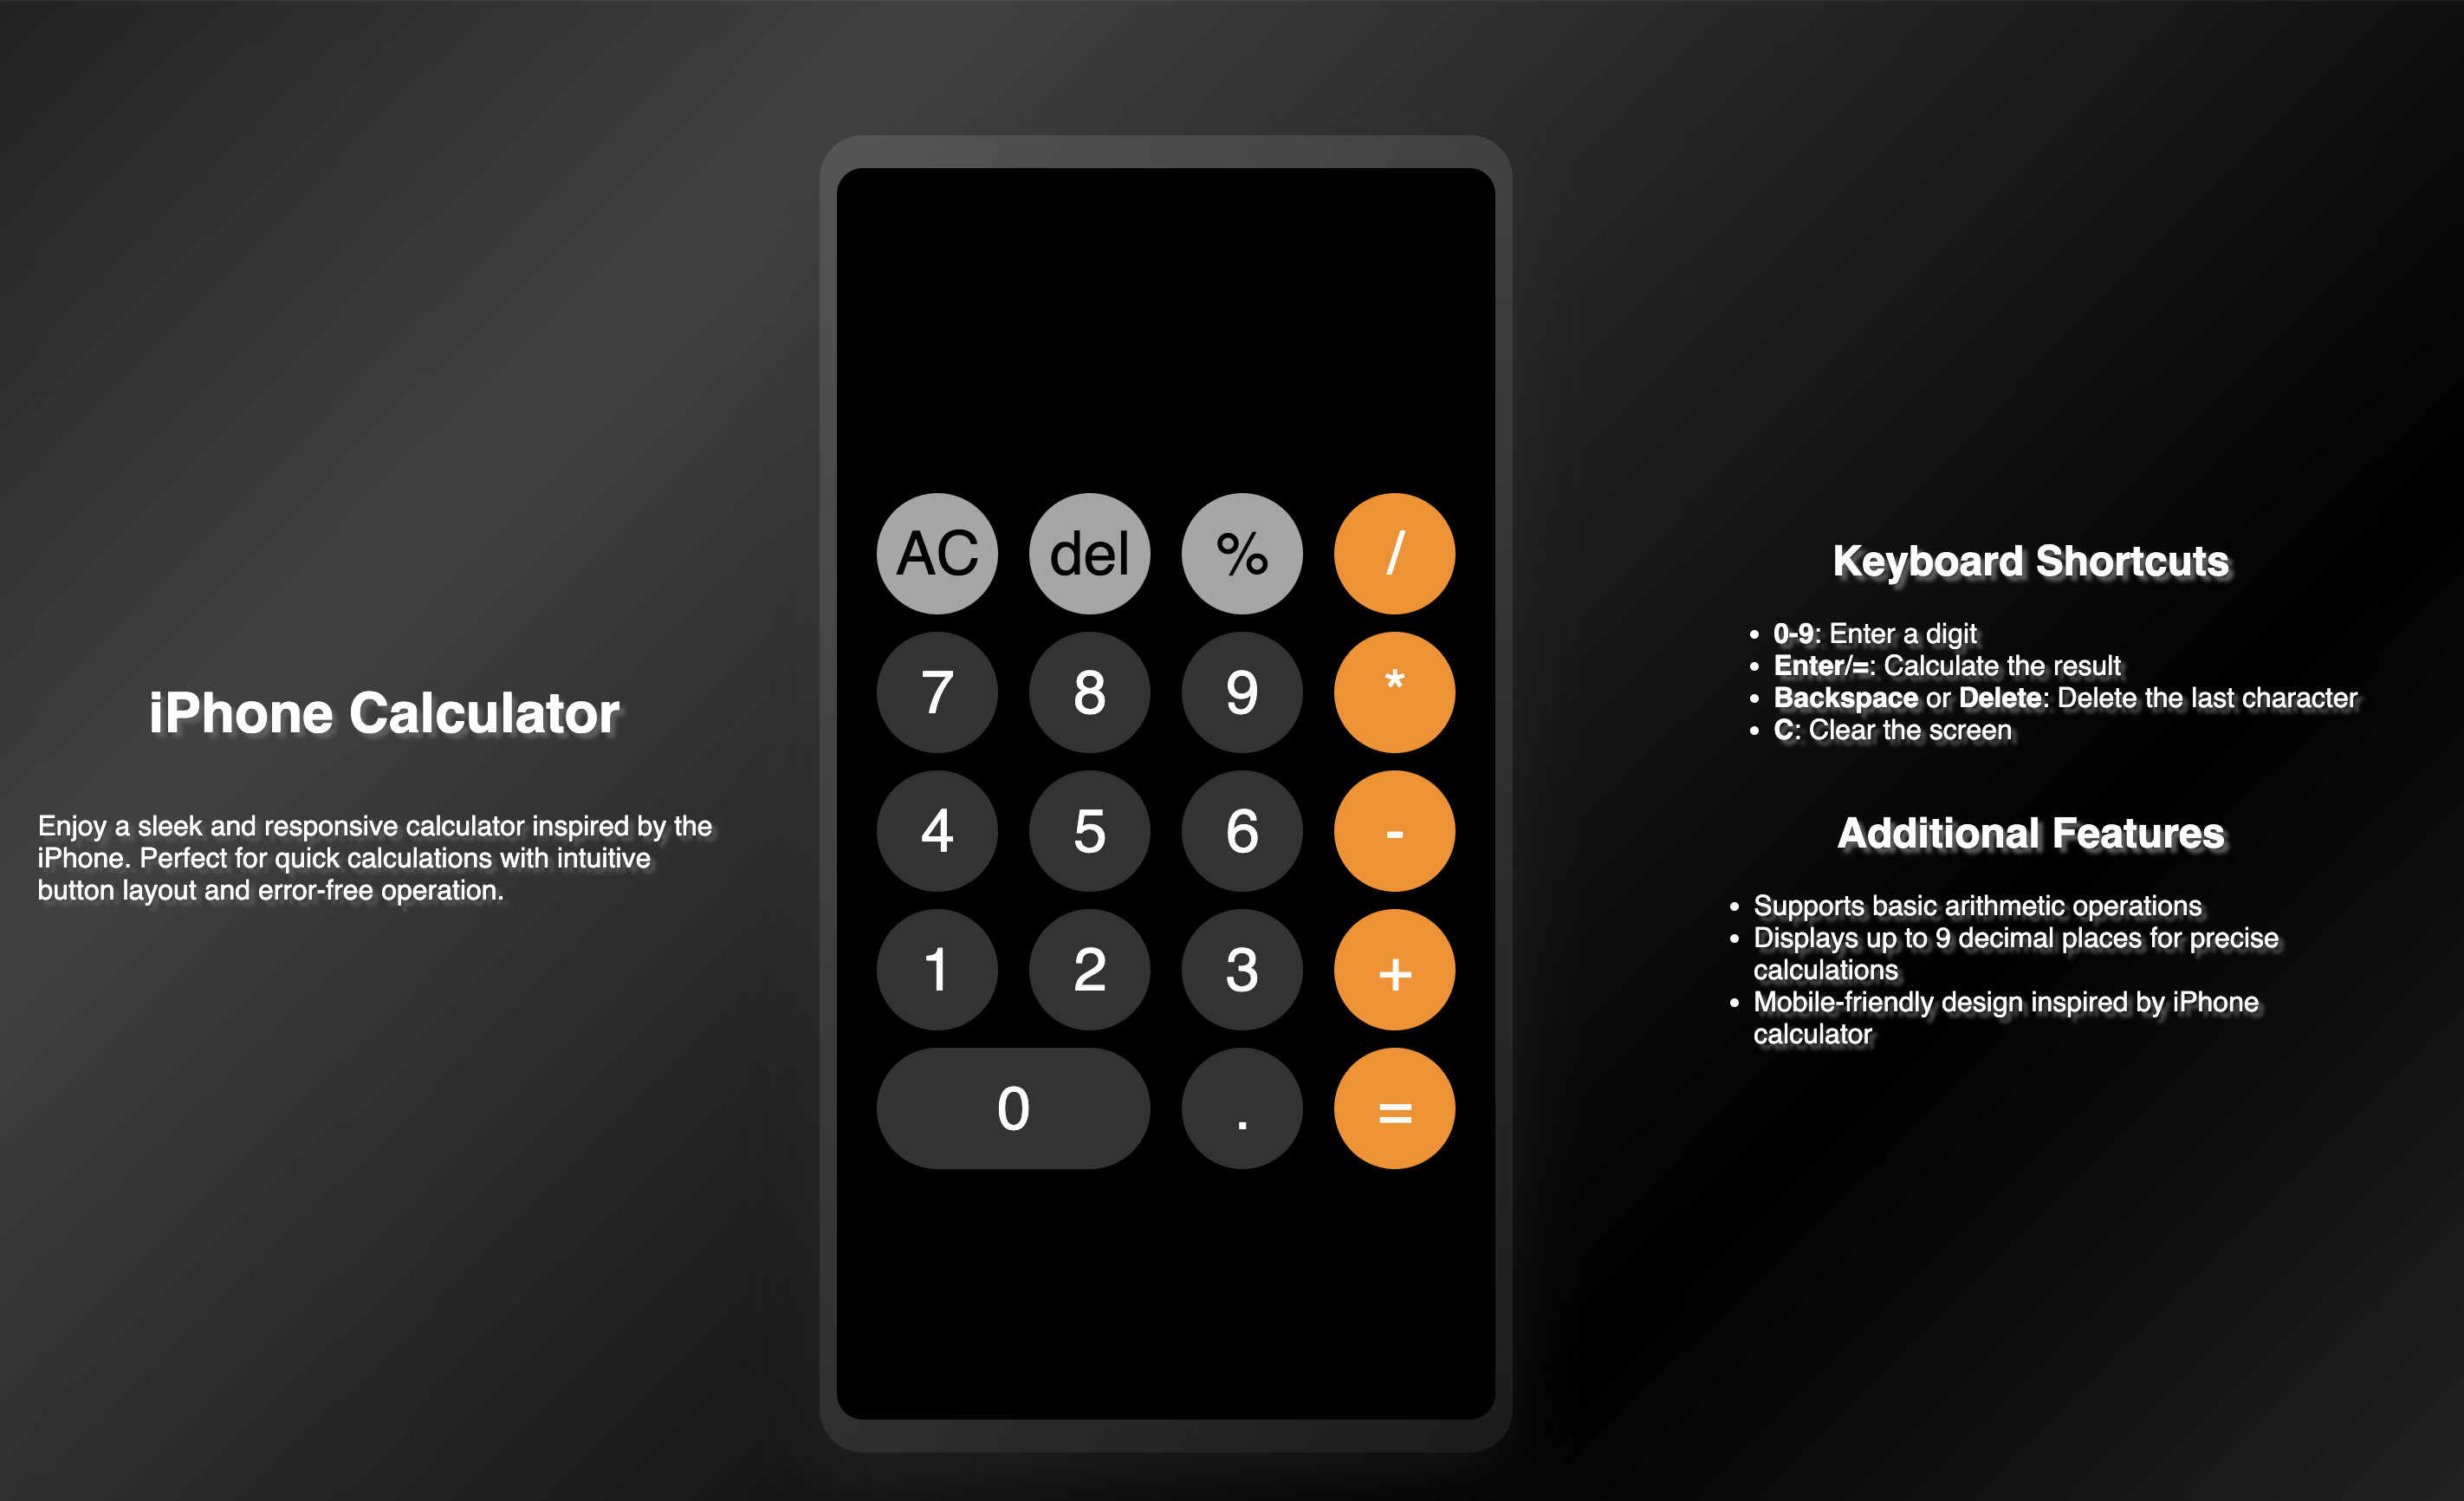 iPhone Calculator
Enjoy a sleek and responsive calculator inspired by the
iPhone. Perfect for quick calculations with intuitive
button layout and error-free operation.
AC del % /
7 8 9 *
4 5 6 -
1 2 3 +
0 . =
Keyboard Shortcuts
• 0-9: Enter a digit
• Enter/=: Calculate the result
• Backspace or Delete: Delete the last character
• C: Clear the screen
Additional Features
• Supports basic arithmetic operations
• Displays up to 9 decimal places for precise
calculations
• Mobile-friendly design inspired by iPhone
calculator